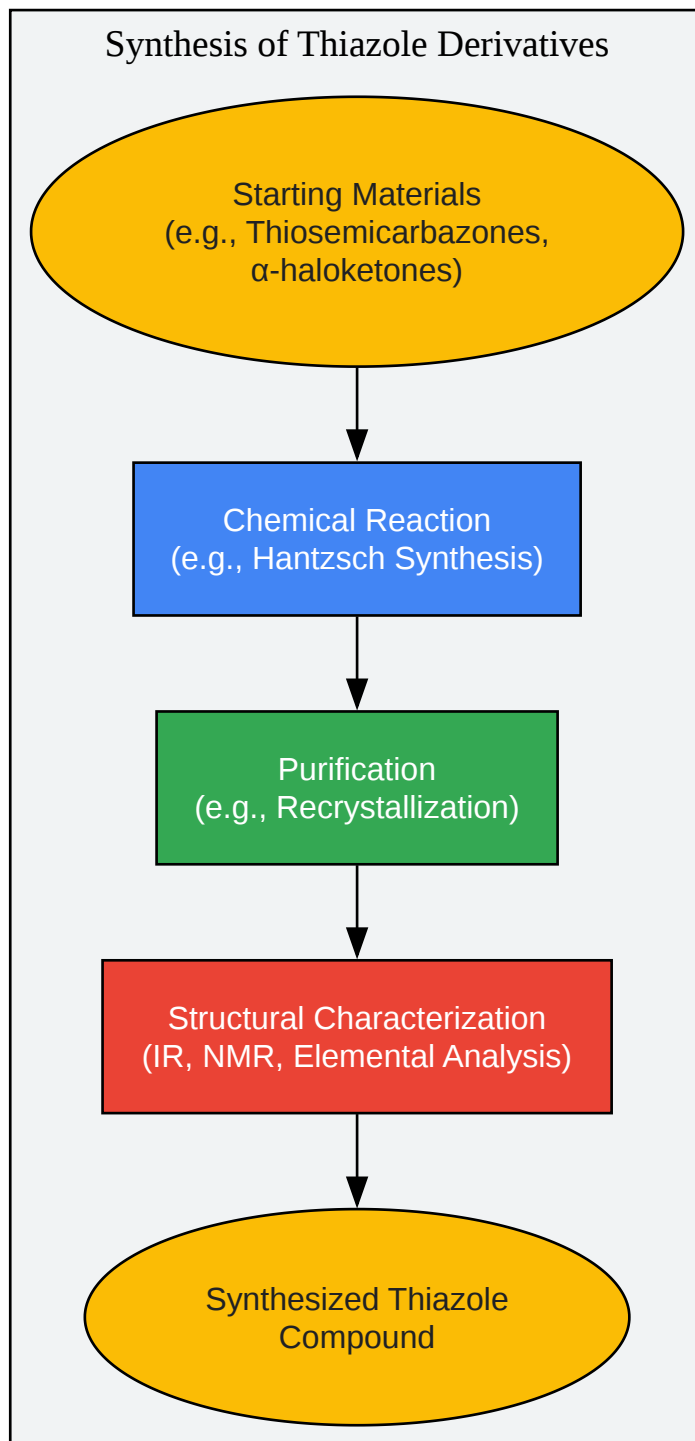 Synthesis of Thiazole Derivatives
Starting Materials
(e.g., Thiosemicarbazones,
α-haloketones)
Chemical Reaction
(e.g., Hantzsch Synthesis)
Purification
(e.g., Recrystallization)
Structural Characterization
(IR, NMR, Elemental Analysis)
Synthesized Thiazole
Compound